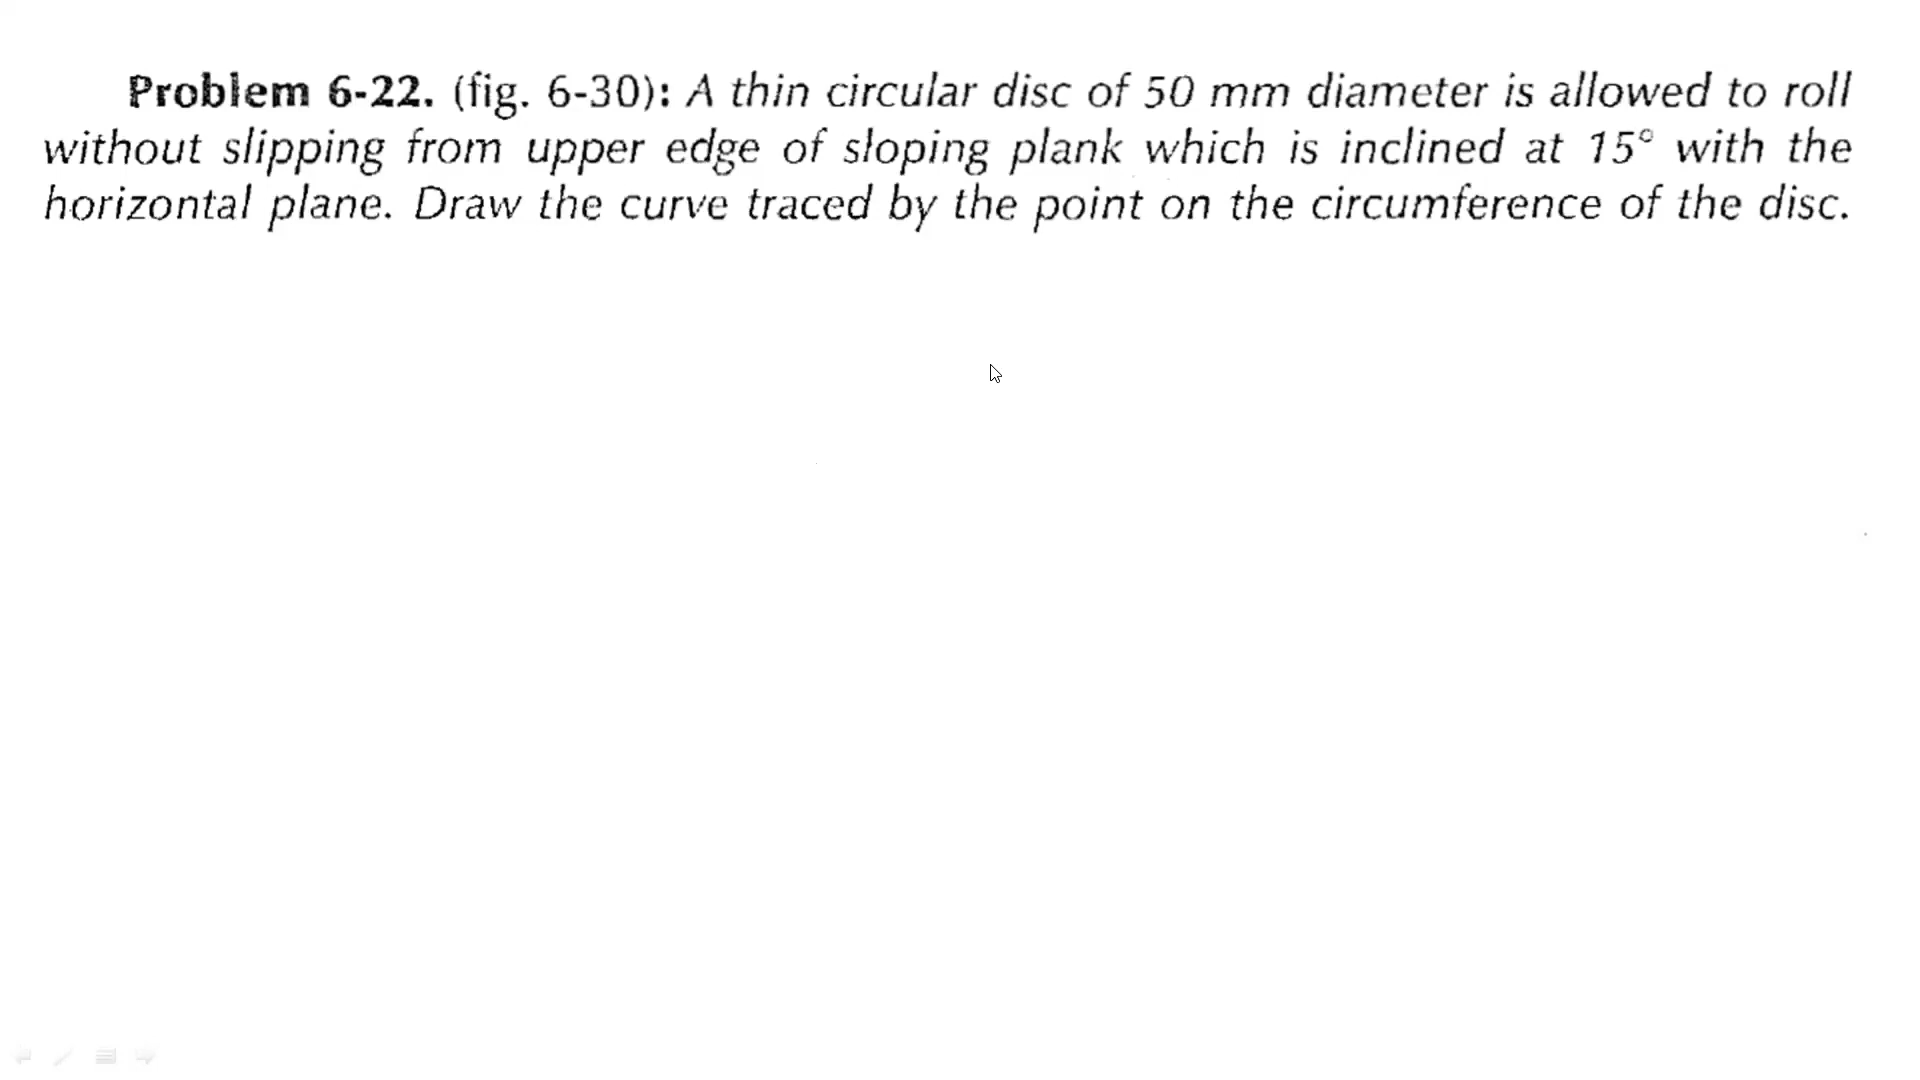 Problem 6-22. (fig. 6-30): A thin circular disc of 50 mm diameter is allowed to roll
without slipping from upper edge of sloping plank which is inclined at 15° with the
horizontal plane. Draw the curve traced by the point on the circumference of the disc.